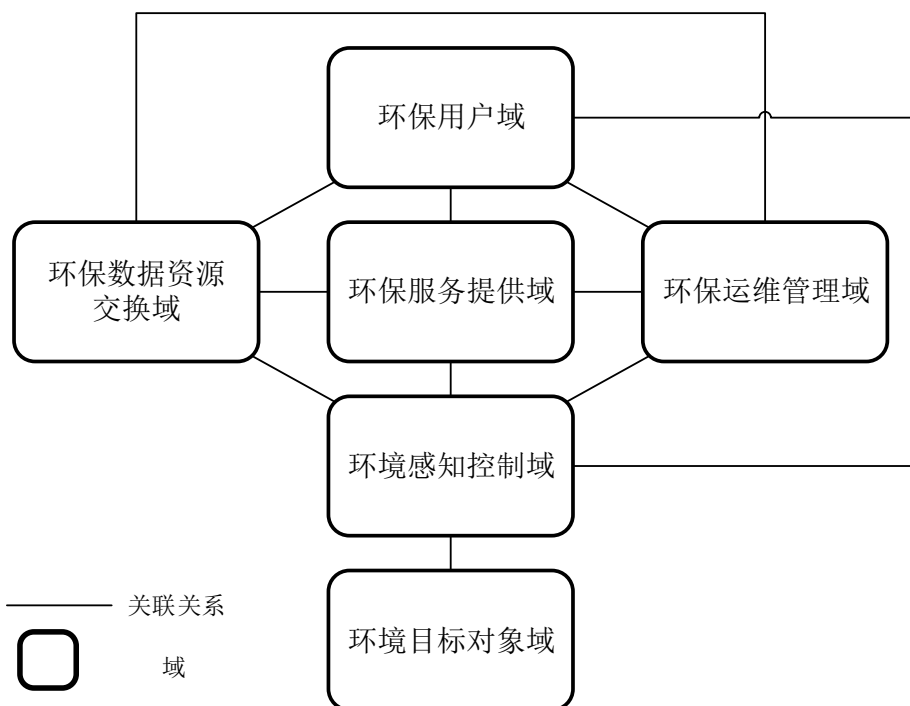 环保用户域
环保数据资源
交换域
环保服务提供域
环保运维管理域
环境感知控制域
环境目标对象域
关联关系
域